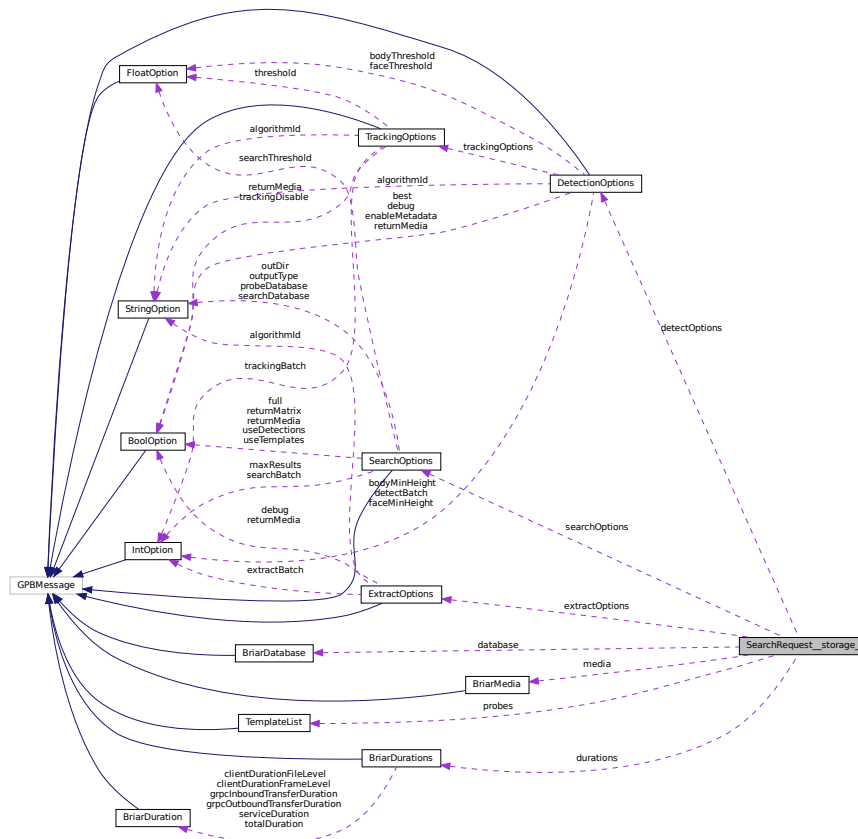 bodyThreshold
faceThreshold
FloatOption
threshold
algorithmId
TrackingOptions
trackingOptions
searchThreshold
algorithmId
DetectionOptions
returnMedia
trackingDisable
best
debug
enableMetadata
returnMedia
outDir
outputType
probeDatabase
searchDatabase
StringOption
detectOptions
algorithmId
trackingBatch
full
returnMatrix
returnMedia
useDetections
useTemplates
BoolOption
SearchOptions
maxResults
searchBatch
bodyMinHeight
detectBatch
faceMinHeight
debug
returnMedia
searchOptions
IntOption
extractBatch
GPBMessage
ExtractOptions
extractOptions
database
SearchRequest__storage_
BriarDatabase
media
BriarMedia
probes
TemplateList
BriarDurations
durations
clientDurationFileLevel
clientDurationFrameLevel
grpcInboundTransferDuration
grpcOutboundTransferDuration
serviceDuration
totalDuration
BriarDuration